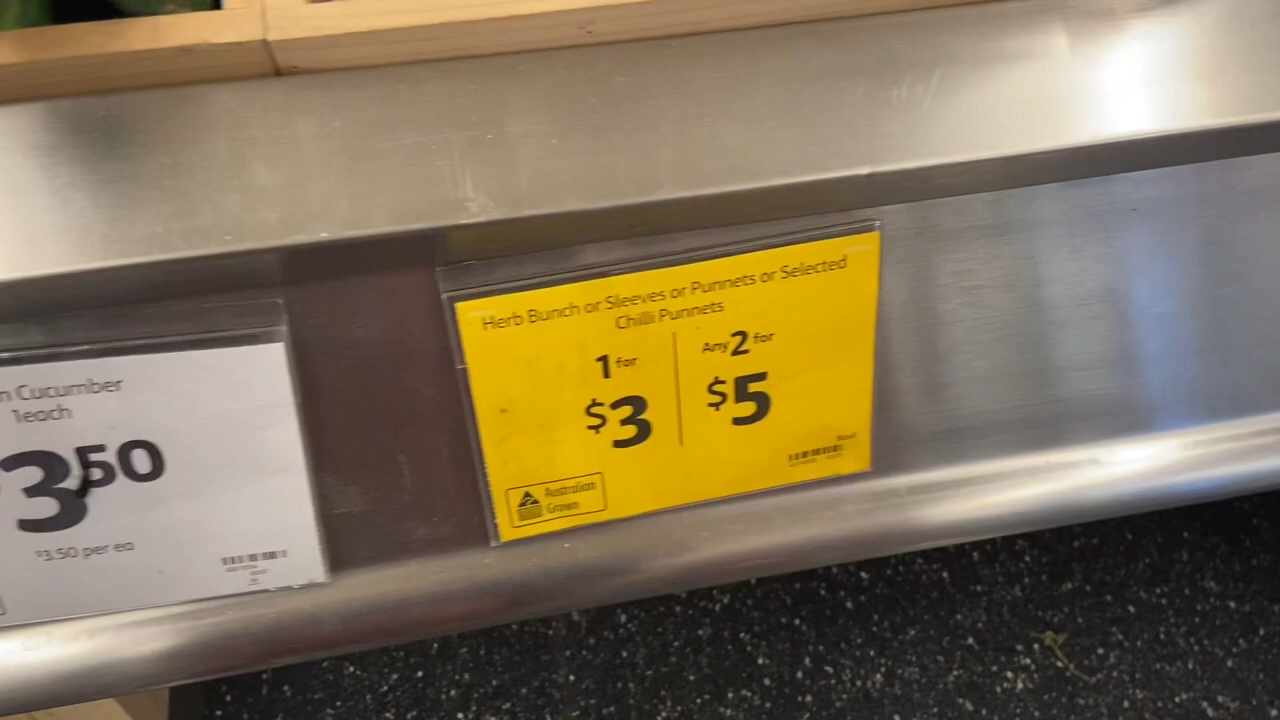 n Cucumber
1each
$3.50
$3.50 per ea
Herb Bunch or Sleeves or Punnets or Selected
Chilli Punnets
1 for
$3
Any 2 for
$5
Australian
Grown